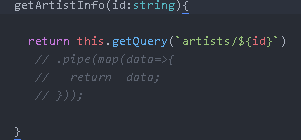 getArtistInfo(id:string){
return this.getQuery(`artists/${id}`)
// .pipe(map(data=>{
//   return  data;
// }));
}